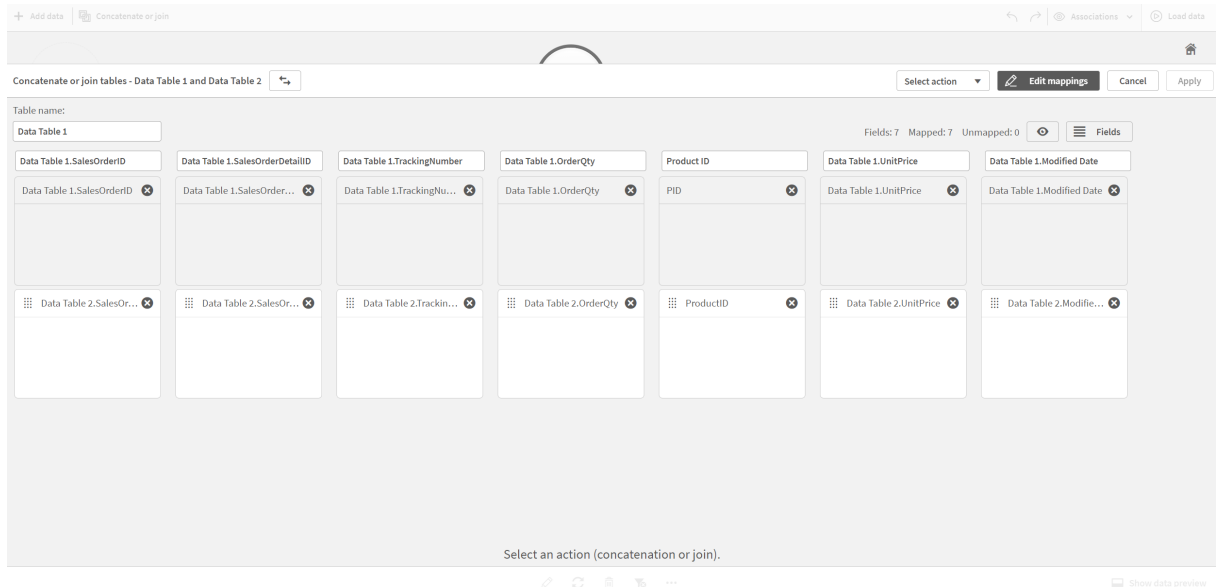 Add data Concatenate or join Associations Load data
Concatenate or join tables - Data Table 1 and Data Table 2 Select action Edit mappings Cancel Apply
Table name:
Data Table 1 Fields: 7 Mapped: 7 Unmapped: 0 Fields
Data Table 1.SalesOrderID Data Table 1.SalesOrderDetailID Data Table 1.TrackingNumber Data Table 1.OrderQty Product ID Data Table 1.UnitPrice Data Table 1.Modified Date
Data Table 1.SalesOrderID Data Table 1.SalesOrder... Data Table 1.TrackingNu... Data Table 1.OrderQty PID Data Table 1.UnitPrice Data Table 1.Modified Date
Data Table 2.SalesOr... Data Table 2.SalesOr... Data Table 2.Trackin... Data Table 2.OrderQty ProductID Data Table 2.UnitPrice Data Table 2.Modifie...
Select an action (concatenation or join).
Show data preview